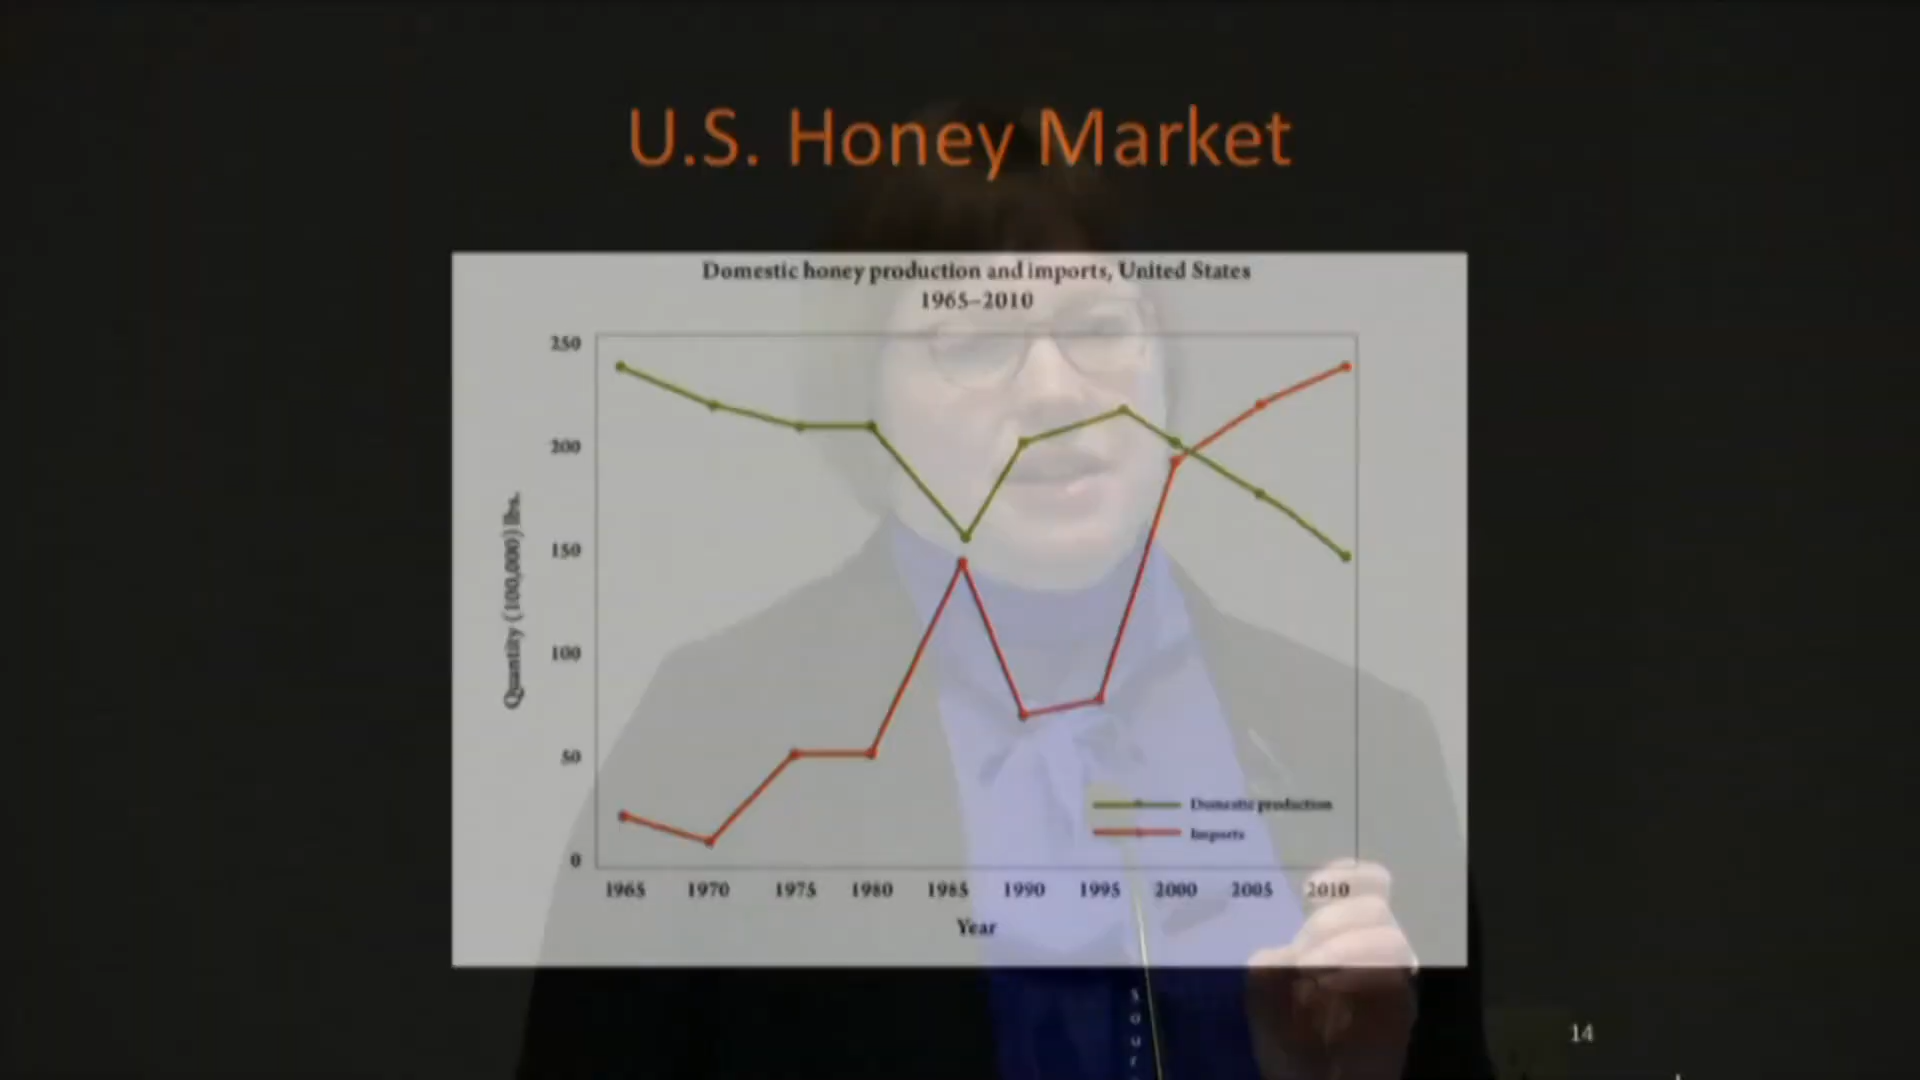 U.S. Honey Market
Domestic honey production and imports, United States
1965–2010
250
200
150
100
50
0
Quantity (100,000) lbs.
1965 1970 1975 1980 1985 1990 1995 2000 2005 2010
Year
Domestic production
Imports
S
o
u
r
14